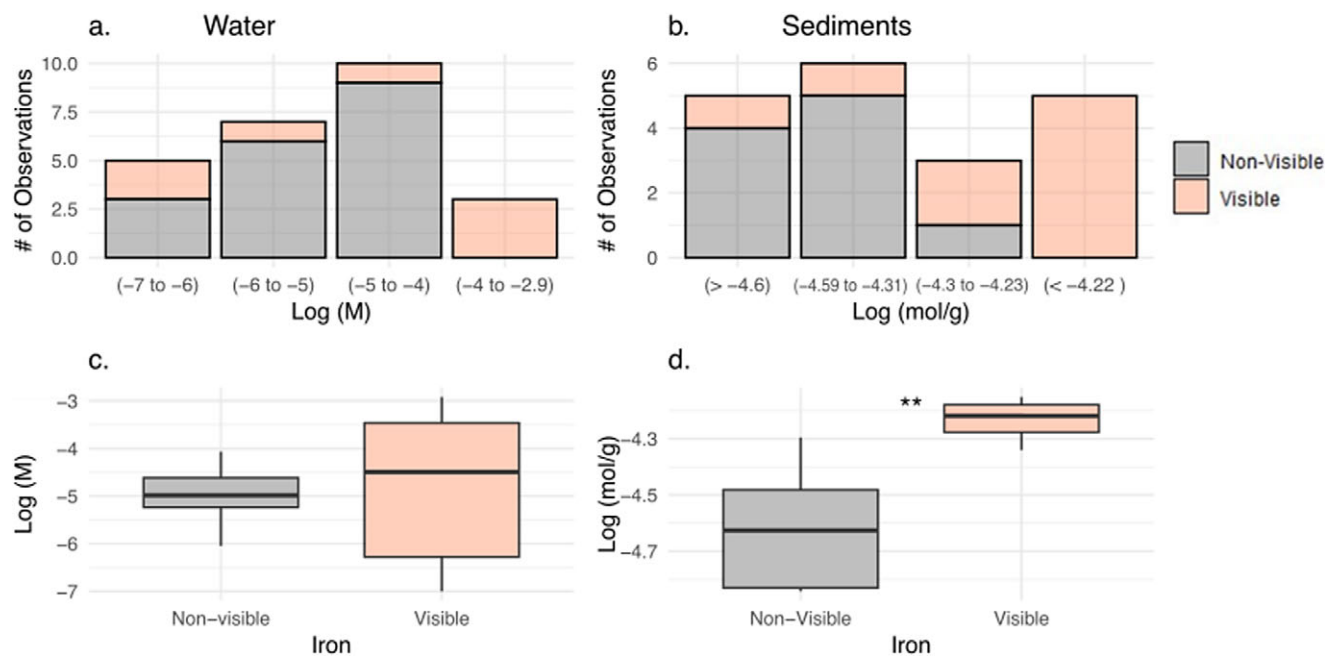 a. Water
# of Observations
10.0
7.5
5.0
2.5
0.0
(−7 to −6) (−6 to −5) (−5 to −4) (−4 to −2.9)
Log (M)
b. Sediments
# of Observations
6
4
2
0
(> −4.6) (−4.59 to −4.31) (−4.3 to −4.23) (< −4.22 )
Log (mol/g)
Non-Visible
Visible
c.
Log (M)
−3
−4
−5
−6
−7
Non−visible Visible
Iron
d.
Log (mol/g)
**
−4.3
−4.5
−4.7
Non−Visible Visible
Iron